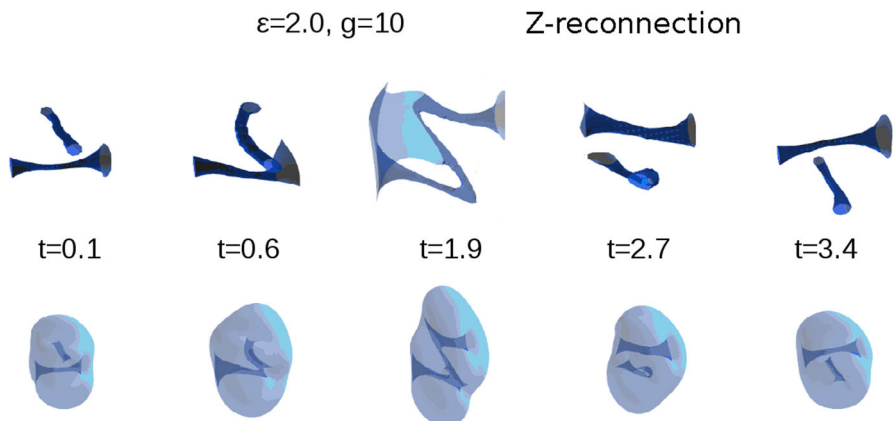 ε=2.0, g=10 Z-reconnection
t=0.1 t=0.6 t=1.9 t=2.7 t=3.4